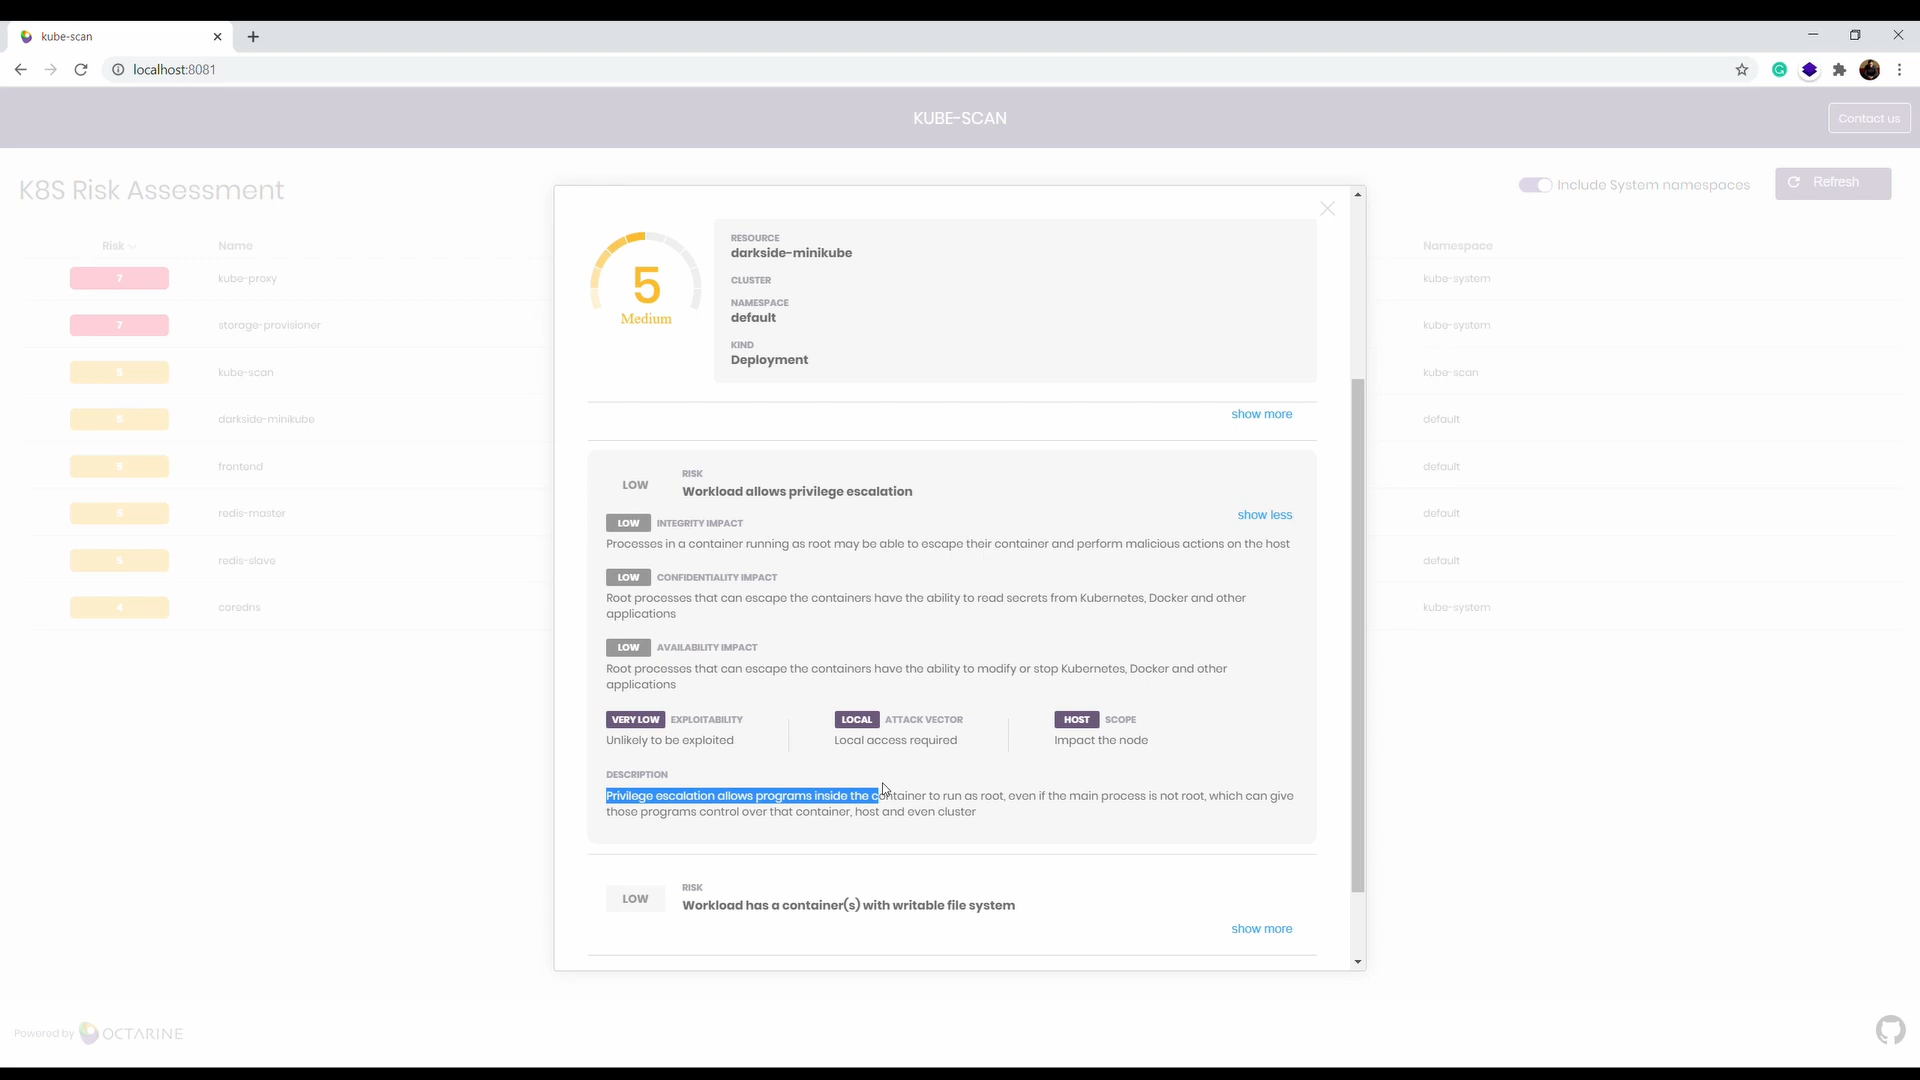 kube-scan
localhost:8081
KUBE-SCAN
Contact us
K8S Risk Assessment
Include System namespaces
Refresh
Risk Name Namespace
7 kube-proxy kube-system
7 storage-provisioner kube-system
5 kube-scan kube-scan
5 darkside-minikube default
5 frontend default
5 redis-master default
5 redis-slave default
4 coredns kube-system
5
Medium
RESOURCE
darkside-minikube
CLUSTER
NAMESPACE
default
KIND
Deployment
show more
LOW
RISK
Workload allows privilege escalation
show less
LOW INTEGRITY IMPACT
Processes in a container running as root may be able to escape their container and perform malicious actions on the host
LOW CONFIDENTIALITY IMPACT
Root processes that can escape the containers have the ability to read secrets from Kubernetes, Docker and other
applications
LOW AVAILABILITY IMPACT
Root processes that can escape the containers have the ability to modify or stop Kubernetes, Docker and other
applications
VERY LOW EXPLOITABILITY
Unlikely to be exploited
LOCAL ATTACK VECTOR
Local access required
HOST SCOPE
Impact the node
DESCRIPTION
Privilege escalation allows programs inside the container to run as root, even if the main process is not root, which can give
those programs control over that container, host and even cluster
LOW
RISK
Workload has a container(s) with writable file system
show more
Powered by OCTARINE